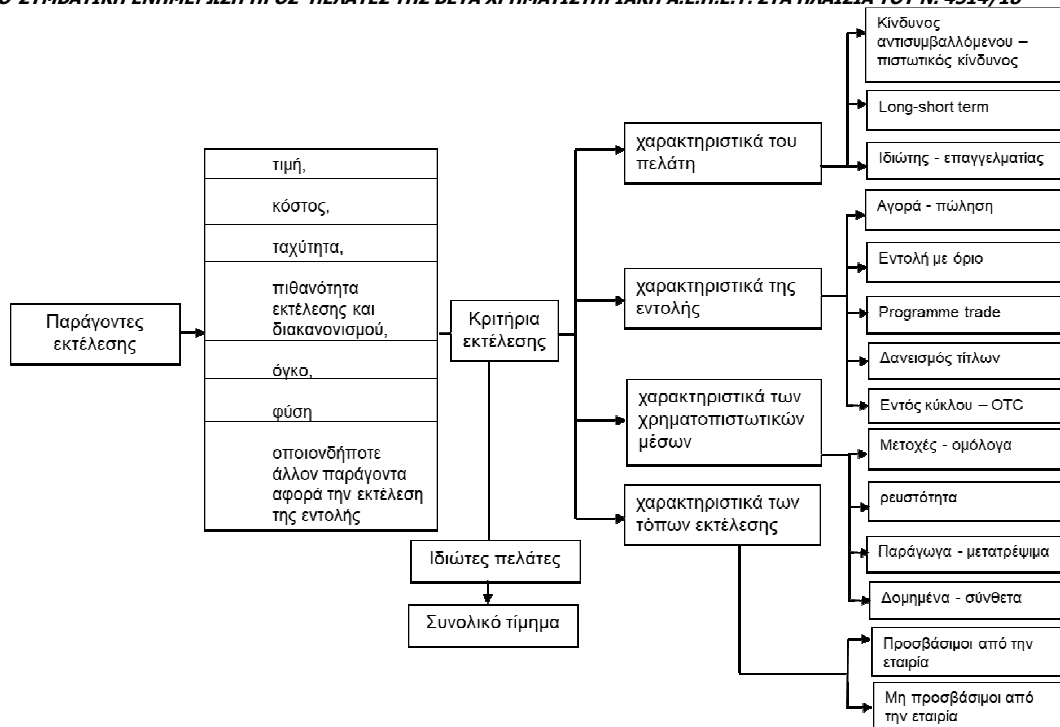 Παράγοντες
εκτέλεσης
τιμή,
κόστος,
ταχύτητα,
πιθανότητα
εκτέλεσης και
διακανονισμού,
όγκο,
φύση
οποιονδήποτε
άλλον παράγοντα
αφορά την εκτέλεση
της εντολής
Κριτήρια
εκτέλεσης
Ιδιώτες πελάτες
Συνολικό τίμημα
χαρακτηριστικά του
πελάτη
χαρακτηριστικά της
εντολής
χαρακτηριστικά των
χρηματοπιστωτικών
μέσων
χαρακτηριστικά των
τόπων εκτέλεσης
Κίνδυνος
αντισυμβαλλόμενου –
πιστωτικός κίνδυνος
Long-short term
Ιδιώτης - επαγγελματίας
Αγορά - πώληση
Εντολή με όριο
Programme trade
Δανεισμός τίτλων
Εντός κύκλου – OTC
Μετοχές - ομόλογα
ρευστότητα
Παράγωγα - μετατρέψιμα
Δομημένα - σύνθετα
Προσβάσιμοι από την
εταιρία
Μη προσβάσιμοι από
την εταιρία